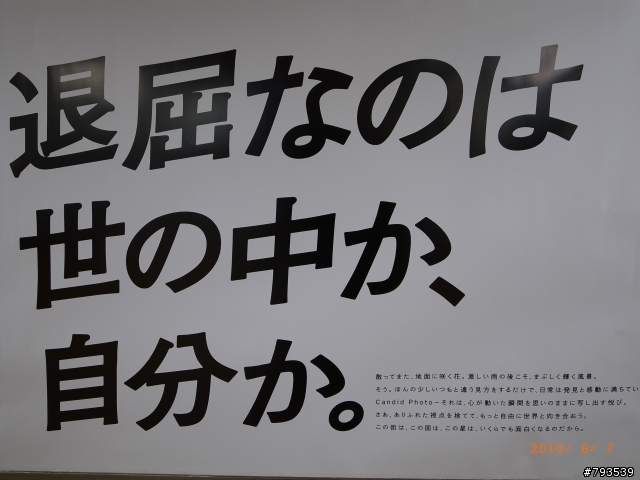 退屈なのは
世の中か、
自分か。
散ってまた、地面に咲く花。激しい雨の後こそ、まぶしく輝く風景。
そう。ほんの少しいつもと違う見方をするだけで、日常は発見と感動に満ちてい
Candid Photo－それは、心が動いた瞬間を思いのままに写し出す悦び。
さあ、ありふれた視点を捨てて、もっと自由に世界と向き合おう。
この街は、この国は、この星は、いくらでも面白くなるのだから。
2010/ 6/ 7
#793539